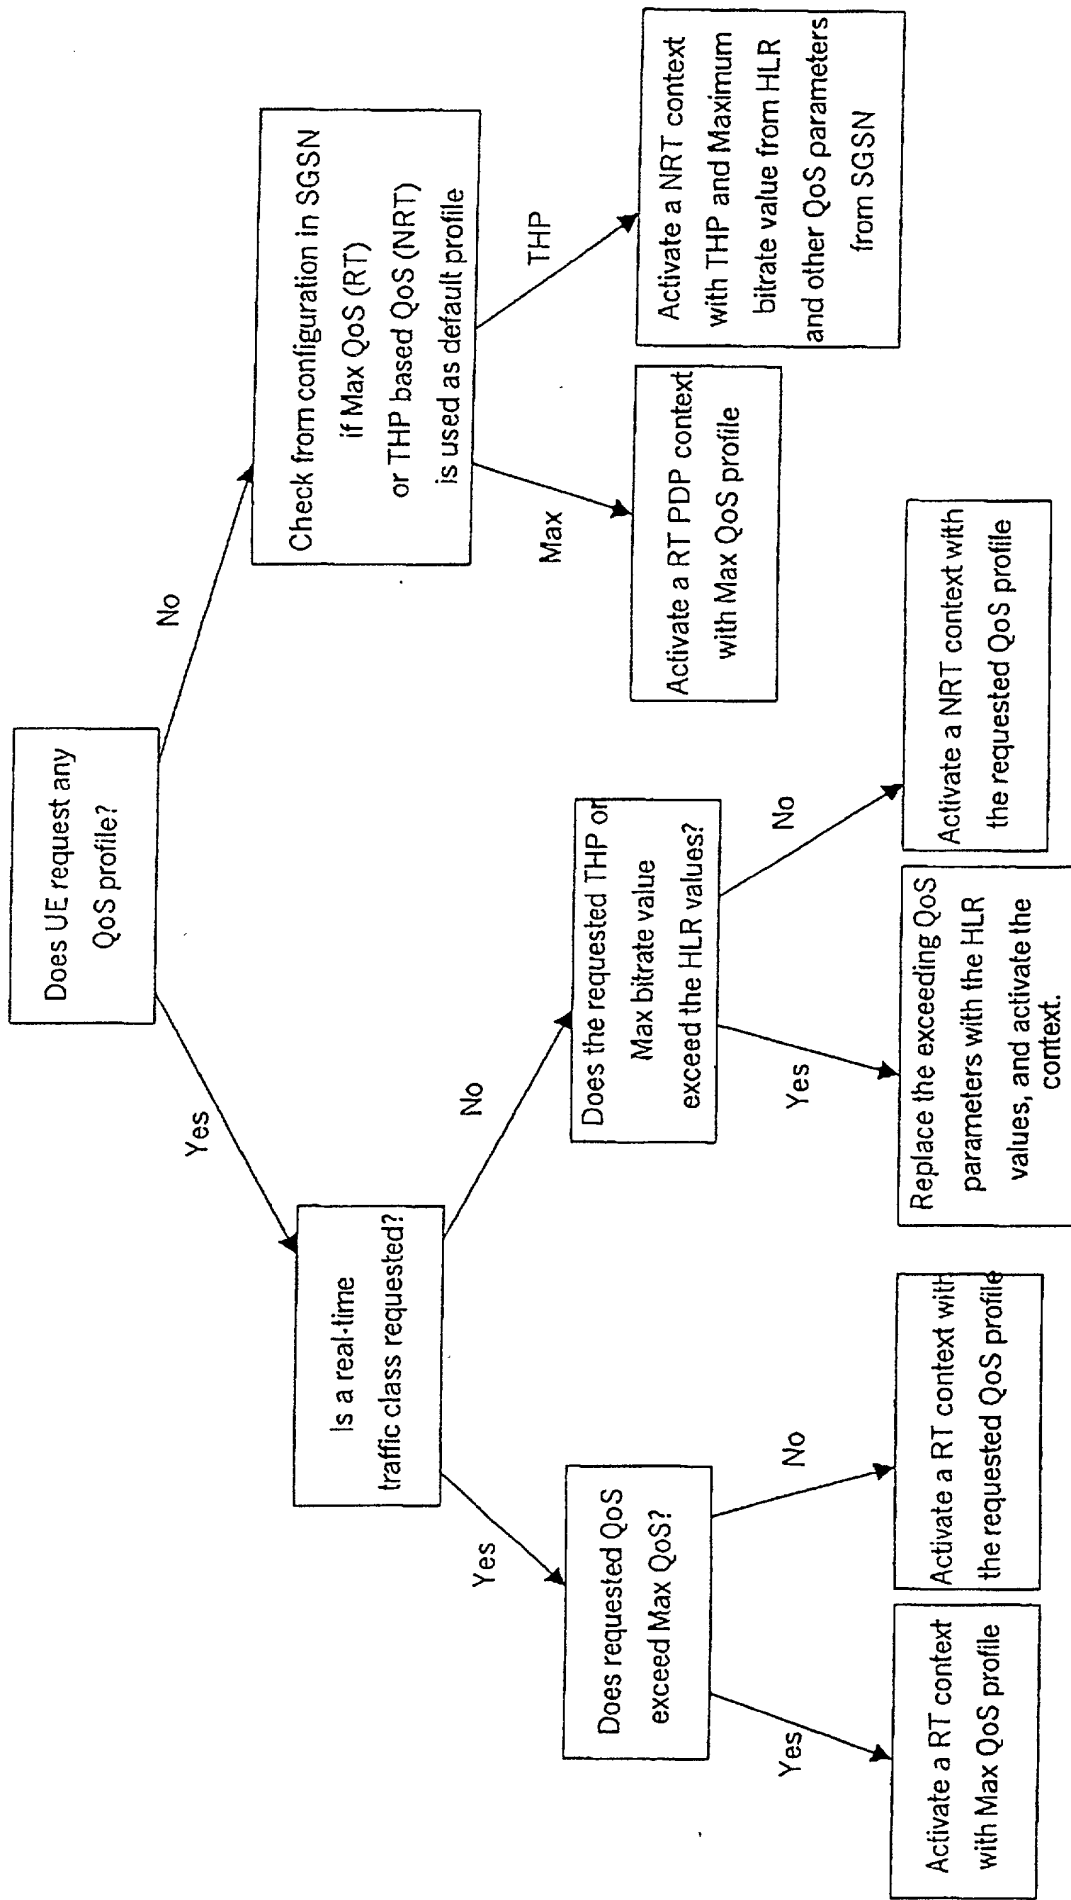 Does UE request any
QoS profile?
Yes
No
Is a real-time
traffic class requested?
Check from configuration in SGSN
if Max QoS (RT)
or THP based QoS (NRT)
is used as default profile
Yes
No
Max
THP
Does requested QoS
exceed Max QoS?
Does the requested THP or
Max bitrate value
exceed the HLR values?
Activate a RT PDP context
with Max QoS profile
Activate a NRT context
with THP and Maximum
bitrate value from HLR
and other QoS parameters
from SGSN
Yes
No
Yes
No
Activate a RT context
with Max QoS profile
Activate a RT context with
the requested QoS profile
Replace the exceeding QoS
parameters with the HLR
values, and activate the
context.
Activate a NRT context with
the requested QoS profile